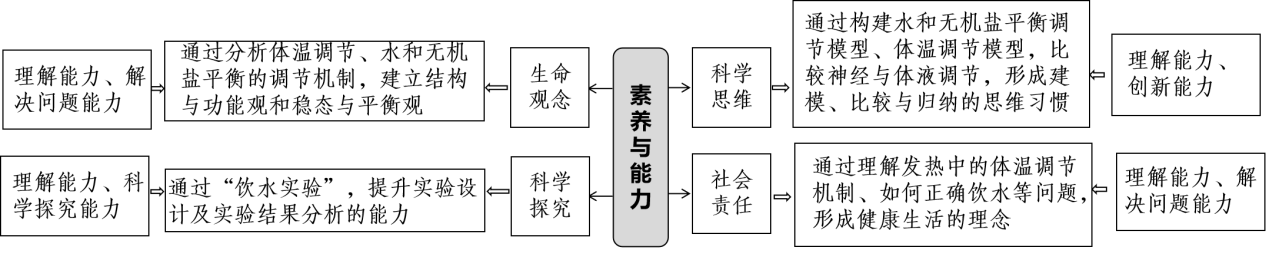 理解能力、解
决问题能力
通过分析体温调节、水和无机
盐平衡的调节机制，建立结构
与功能观和稳态与平衡观
生命
观念
理解能力、科
学探究能力
通过“饮水实验”，提升实验设
计及实验结果分析的能力
科学
探究
素养与能力
科学
思维
通过构建水和无机盐平衡调
节模型、体温调节模型，比
较神经与体液调节，形成建
模、比较与归纳的思维习惯
理解能力、
创新能力
社会
责任
通过理解发热中的体温调节
机制、如何正确饮水等问题，
形成健康生活的理念
理解能力、解
决问题能力